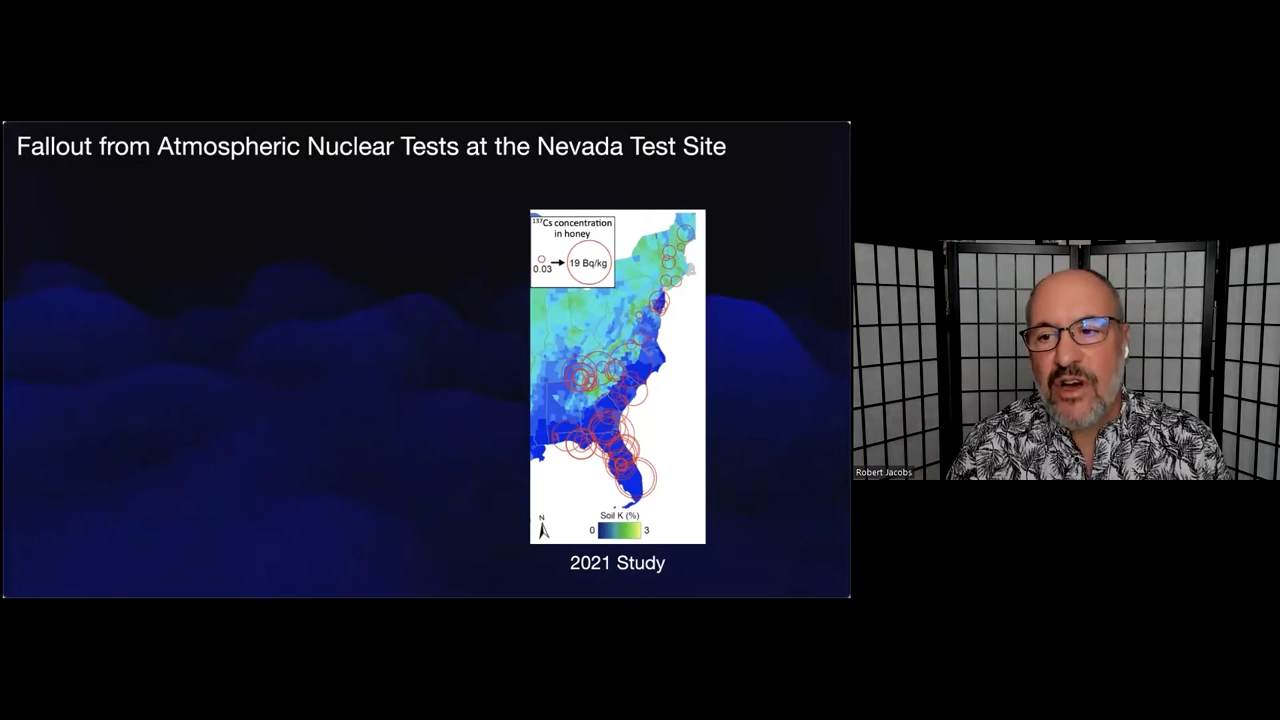 Fallout from Atmospheric Nuclear Tests at the Nevada Test Site
137Cs concentration
in honey
0.03
19 Bq/kg
N
Soil K (%)
0
3
2021 Study
Robert Jacobs